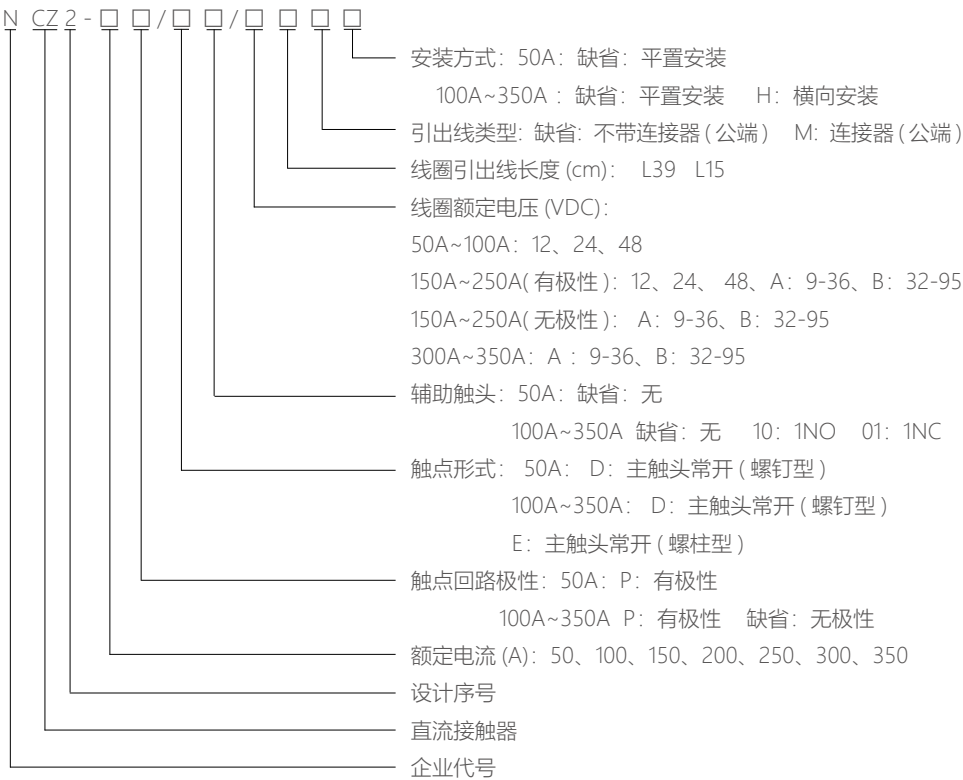 N CZ 2 - □ □ / □ □ / □ □ □ □
安装方式：50A：缺省：平置安装
100A~350A ：缺省：平置安装 H：横向安装
引出线类型: 缺省：不带连接器 ( 公端 ) M：连接器 ( 公端 )
线圈引出线长度 (cm)： L39 L15
线圈额定电压 (VDC)：
50A~100A：12、24、48
150A~250A( 有极性 )：12、24、 48、A：9-36、B：32-95
150A~250A( 无极性 )： A：9-36、B：32-95
300A~350A：A ：9-36、B：32-95
辅助触头：50A：缺省：无
100A~350A 缺省：无 10：1NO 01：1NC
触点形式： 50A： D：主触头常开 ( 螺钉型 )
100A~350A： D：主触头常开 ( 螺钉型 )
E：主触头常开 ( 螺柱型 )
触点回路极性：50A：P：有极性
100A~350A P：有极性 缺省：无极性
额定电流 (A)：50、100、150、200、250、300、350
设计序号
直流接触器
企业代号